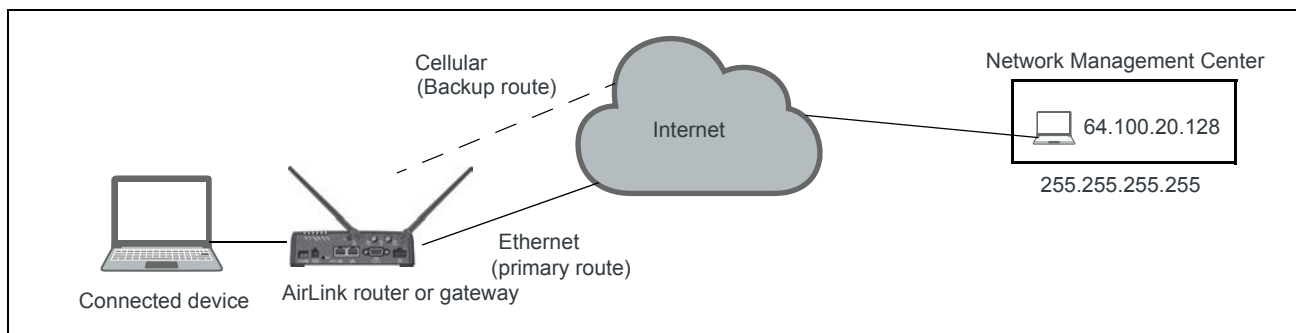 Cellular
(Backup route)
Network Management Center
Internet
64.100.20.128
255.255.255.255
Ethernet
(primary route)
Connected device
AirLink router or gateway